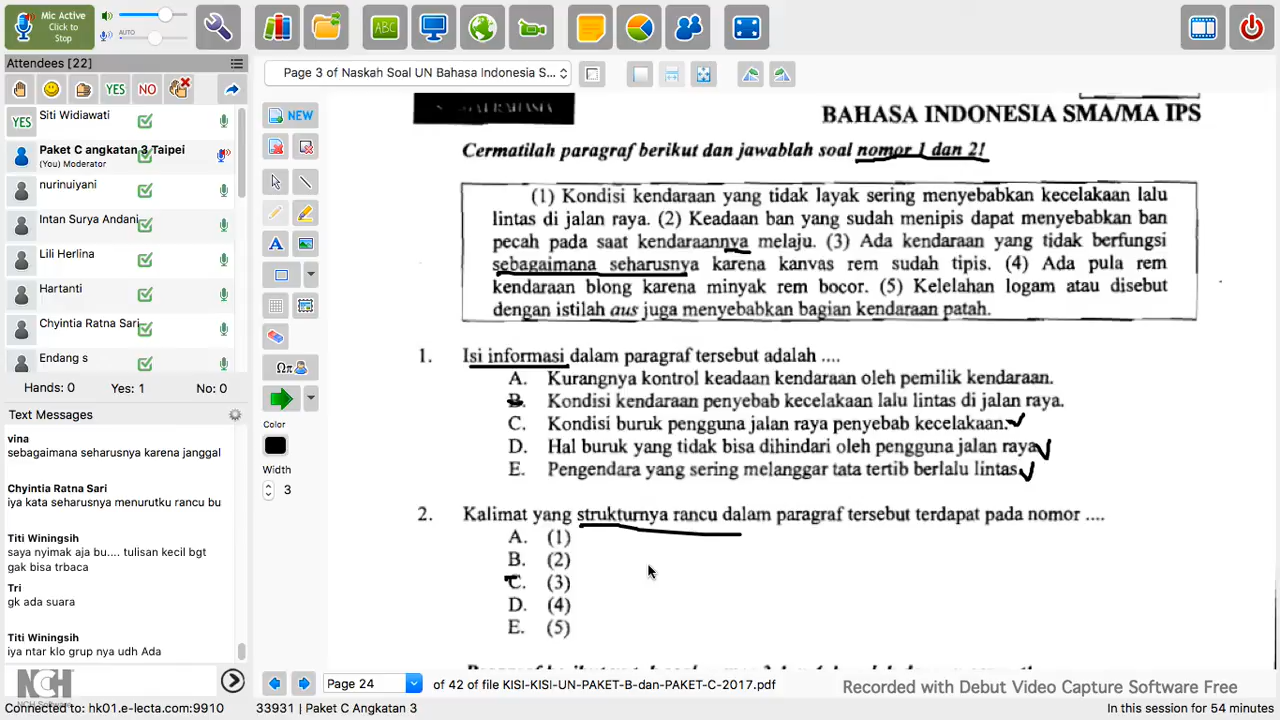 Mic Active
Click to
Stop
AUTO
ABC
Attendees [22]
YES
NO
YES
Siti Widiawati
Paket C angkatan 3 Taipei
(You) Moderator
nurinuiyani
Intan Surya Andani
Lili Herlina
Hartanti
Chyintia Ratna Sari
Endang s
Hands: 0
Yes: 1
No: 0
Text Messages
vina
sebagaimana seharusnya karena janggal
Chyintia Ratna Sari
iya kata seharusnya menurutku rancu bu
Titi Winingsih
saya nyimak aja bu.... tulisan kecil bgt
gak bisa trbaca
Tri
gk ada suara
Titi Winingsih
iya ntar klo grup nya udh Ada
NCH
NCH Software
Connected to: hk01.e-lecta.com:9910
Page 3 of Naskah Soal UN Bahasa Indonesia S...
NEW
A
Ωπ
Color
Width
3
BAHASA INDONESIA SMA/MA IPS
Cermatilah paragraf berikut dan jawablah soal nomor 1 dan 2!
(1) Kondisi kendaraan yang tidak layak sering menyebabkan kecelakaan lalu
lintas di jalan raya. (2) Keadaan ban yang sudah menipis dapat menyebabkan ban
pecah pada saat kendaraannya melaju. (3) Ada kendaraan yang tidak berfungsi
sebagaimana seharusnya karena kanvas rem sudah tipis. (4) Ada pula rem
kendaraan blong karena minyak rem bocor. (5) Kelelahan logam atau disebut
dengan istilah aus juga menyebabkan bagian kendaraan patah.
1. Isi informasi dalam paragraf tersebut adalah ....
A. Kurangnya kontrol keadaan kendaraan oleh pemilik kendaraan.
B. Kondisi kendaraan penyebab kecelakaan lalu lintas di jalan raya.
C. Kondisi buruk pengguna jalan raya penyebab kecelakaan.
D. Hal buruk yang tidak bisa dihindari oleh pengguna jalan raya
E. Pengendara yang sering melanggar tata tertib berlalu lintas
2. Kalimat yang strukturnya rancu dalam paragraf tersebut terdapat pada nomor ....
A. (1)
B. (2)
C. (3)
D. (4)
E. (5)
Page 24
of 42 of file KISI-KISI-UN-PAKET-B-dan-PAKET-C-2017.pdf
Recorded with Debut Video Capture Software Free
33931 | Paket C Angkatan 3
In this session for 54 minutes